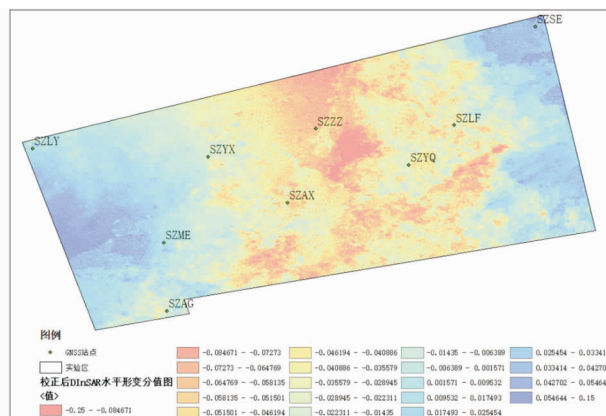 SZSE
SZLF
SZZZ
SZLY
SZYX
SZYQ
SZAX
SZME
SZAG
图例
GNSS站点
实验区
校正后DInSAR水平形变分值图
<值>
-0.25 - -0.084671
-0.084671 - -0.07273
-0.07273 - -0.064769
-0.064769 - -0.058135
-0.058135 - -0.051501
-0.051501 - -0.046194
-0.046194 - -0.040886
-0.040886 - -0.035579
-0.035579 - -0.028945
-0.028945 - -0.022311
-0.022311 - -0.01435
-0.01435 - -0.006389
-0.006389 - 0.001571
0.001571 - 0.009532
0.009532 - 0.017493
0.017493 - 0.025454
0.025454 - 0.03341
0.033414 - 0.04270
0.042702 - 0.05464
0.054644 - 0.15